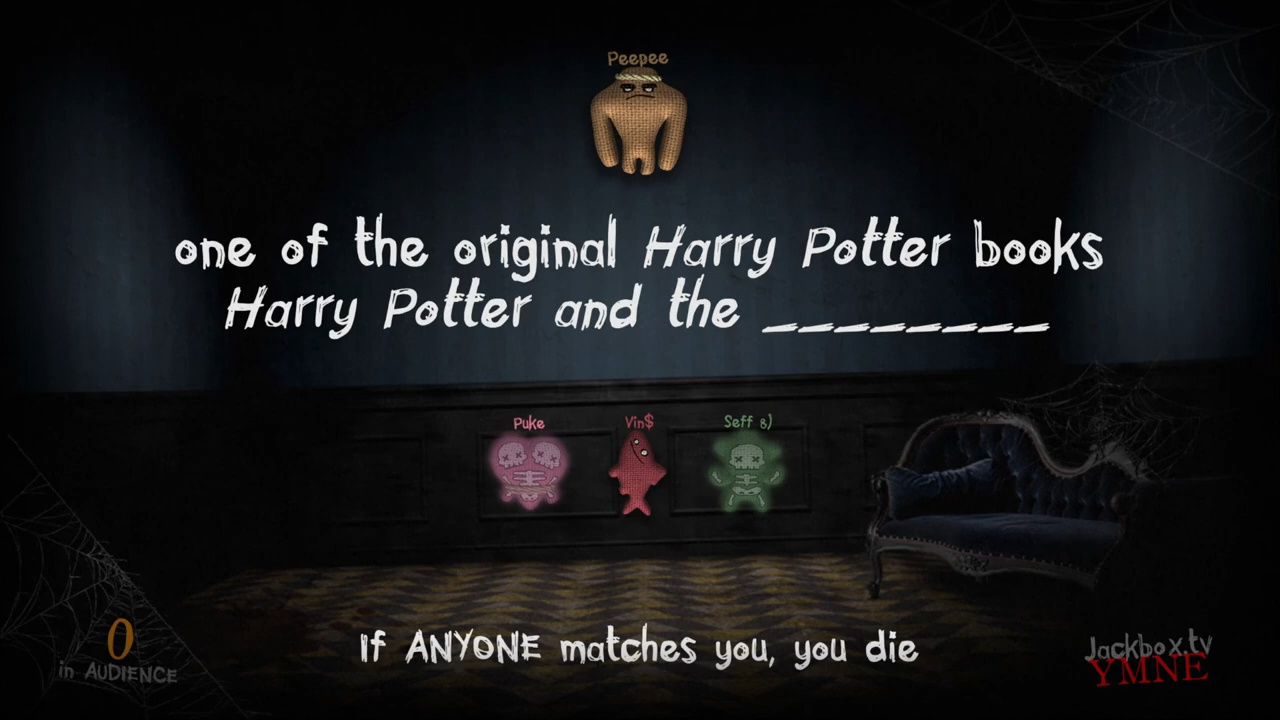 Peepee
one of the original Harry Potter books
Harry Potter and the ________
Puke
Vin$
Seff 8)
If ANYONE matches you, you die
0
in AUDIENCE
Jackbox.tv
YMNE